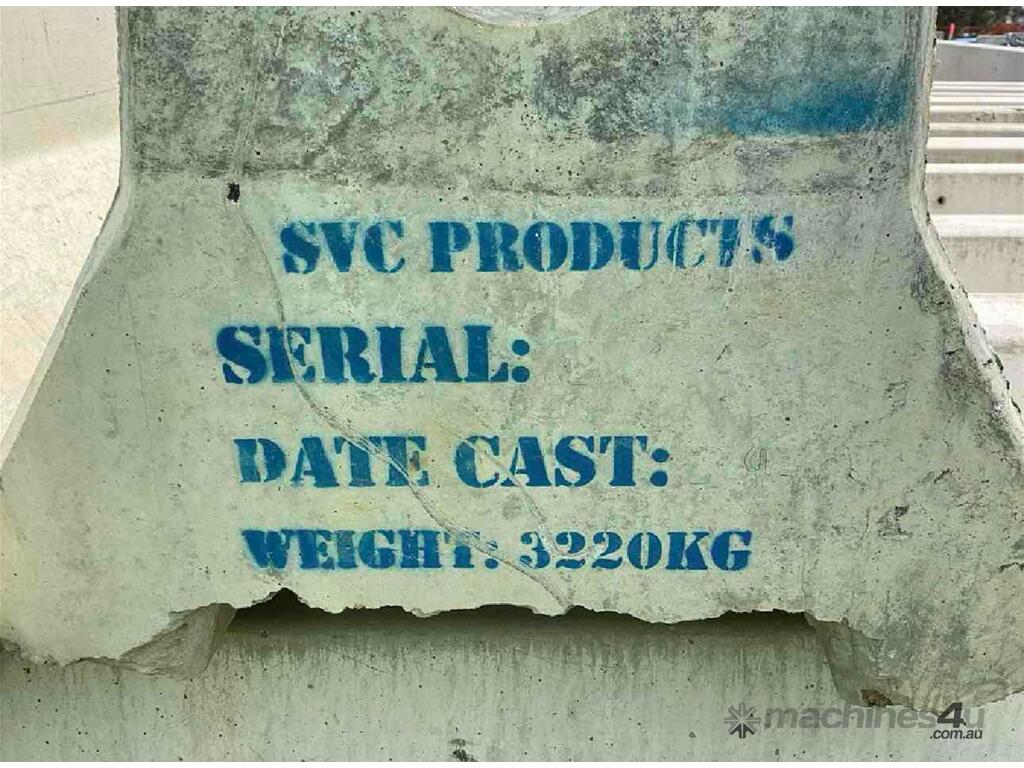 SVC PRODUCTS
SERIAL:
DATE CAST:
WEIGHT: 3220KG
machines4u
.com.au